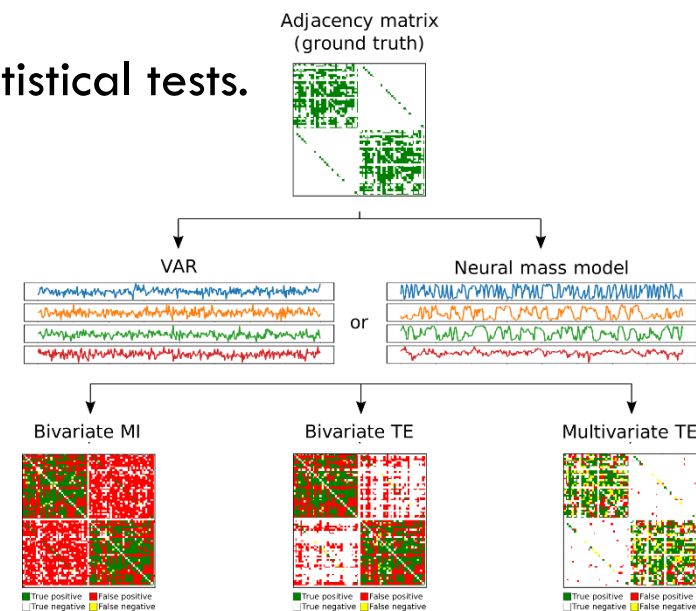 Adjacency matrix
(ground truth)
tistical tests.
VAR
Neural mass model
or
Bivariate MI
Bivariate TE
Multivariate TE
True positive False positive
True negative False negative
True positive False positive
True negative False negative
True positive False positive
True negative False negative